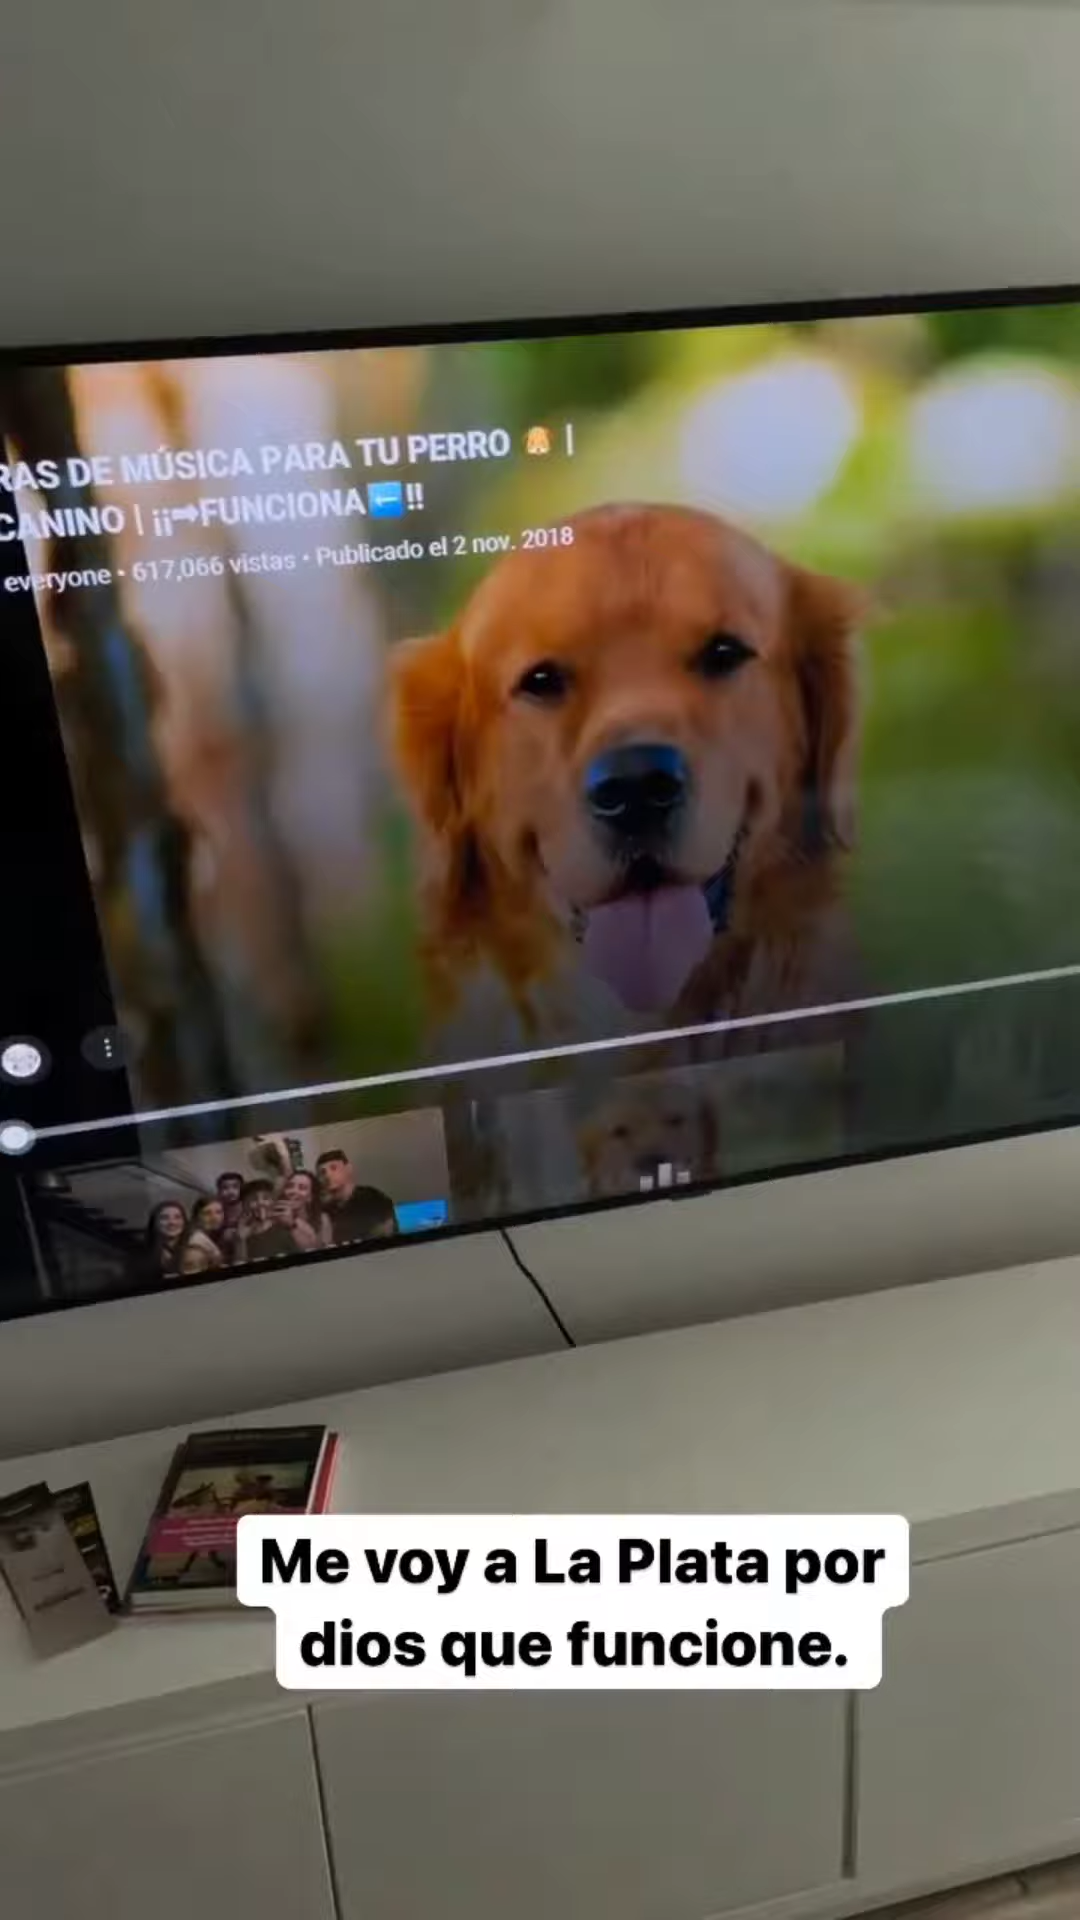 RAS DE MÚSICA PARA TU PERRO |
CANINO | ¡¡➡FUNCIONA⬅!!
everyone • 617,066 vistas • Publicado el 2 nov. 2018
Me voy a La Plata por
dios que funcione.